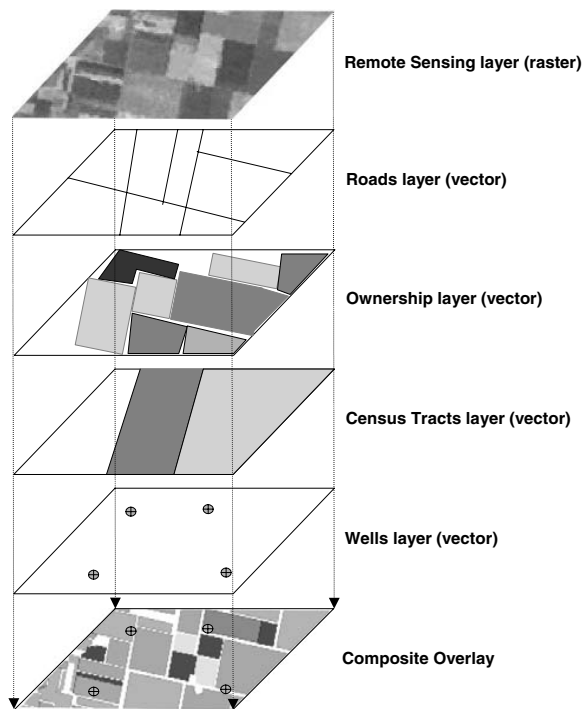 Remote Sensing layer (raster)
Roads layer (vector)
Ownership layer (vector)
Census Tracts layer (vector)
Wells layer (vector)
Composite Overlay